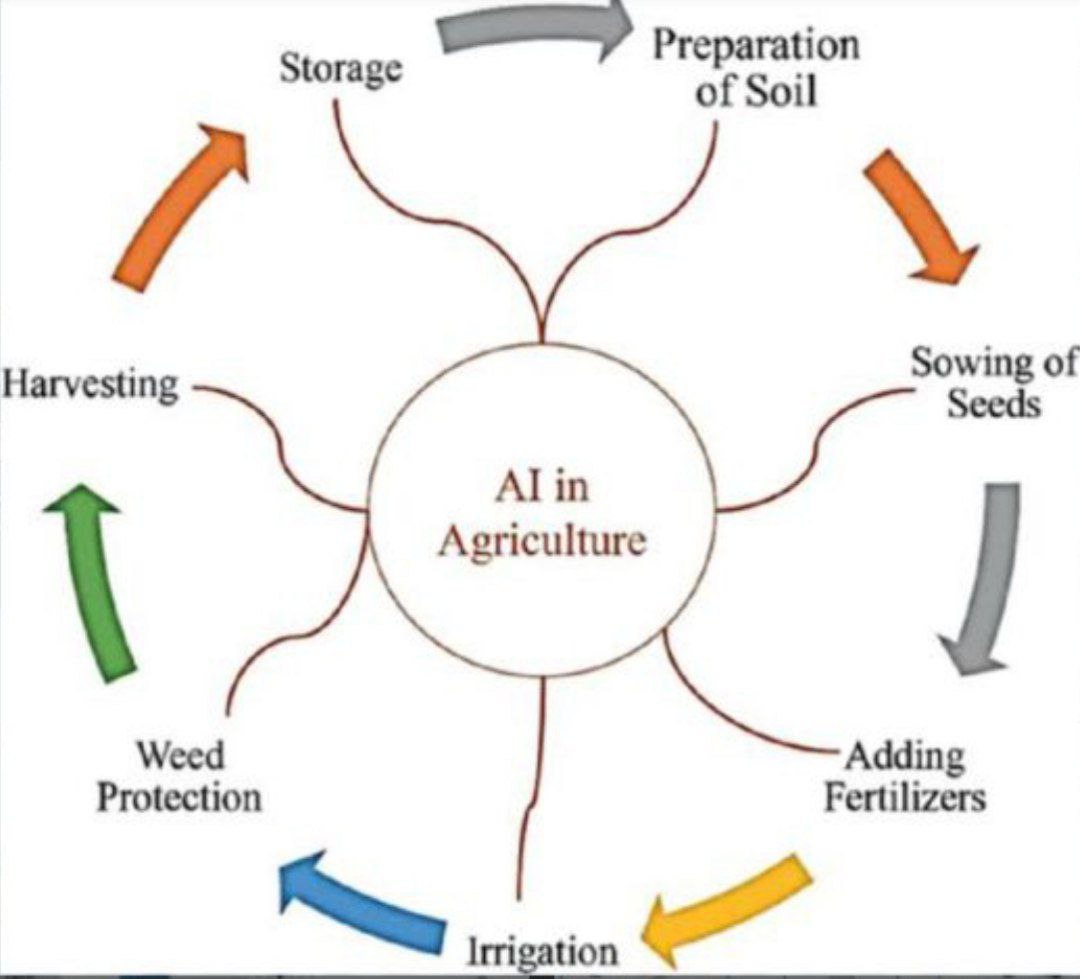 Storage
Preparation
of Soil
Harvesting
Sowing of
Seeds
AI in
Agriculture
Weed
Protection
Adding
Fertilizers
Irrigation